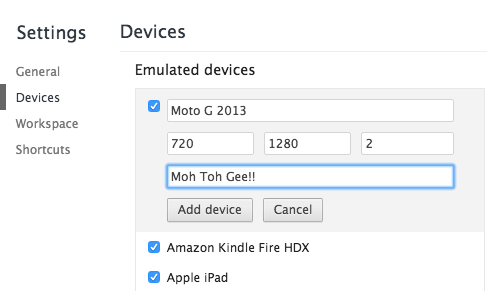 Settings
General
Devices
Workspace
Shortcuts
Devices
Emulated devices
Moto G 2013
720 1280 2
Moh Toh Gee!!
Add device Cancel
Amazon Kindle Fire HDX
Apple iPad